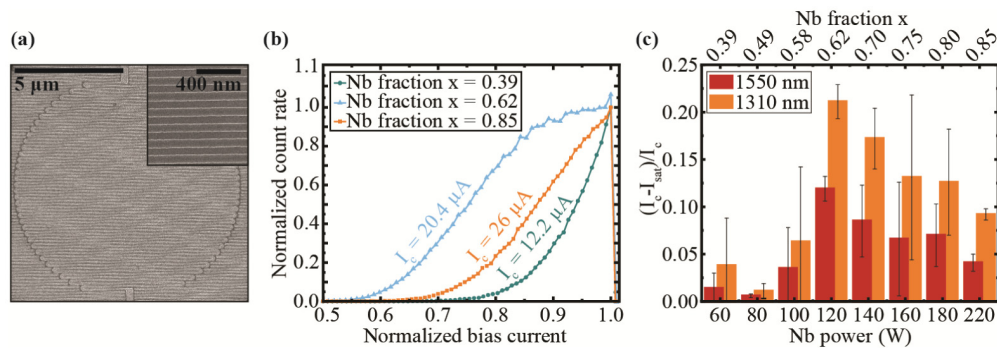 (a)
5 μm
400 nm
(b)
1.1
1.0
0.8
0.6
0.4
0.2
0.0
Normalized count rate
Nb fraction x = 0.39
Nb fraction x = 0.62
Nb fraction x = 0.85
I_c = 20.4 μA
I_c = 26 μA
I_c = 12.2 μA
0.5 0.6 0.7 0.8 0.9 1.0
Normalized bias current
(c)
Nb fraction x
0.39 0.49 0.58 0.62 0.70 0.75 0.80 0.85
0.25
0.20
0.15
0.10
0.05
0.00
(I_c-I_sat)/I_c
1550 nm
1310 nm
60 80 100 120 140 160 180 220
Nb power (W)